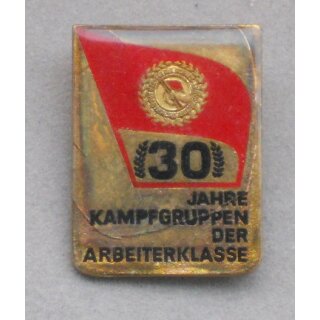 30
JAHRE
KAMPFGRUPPEN
DER
ARBEITERKLASSE